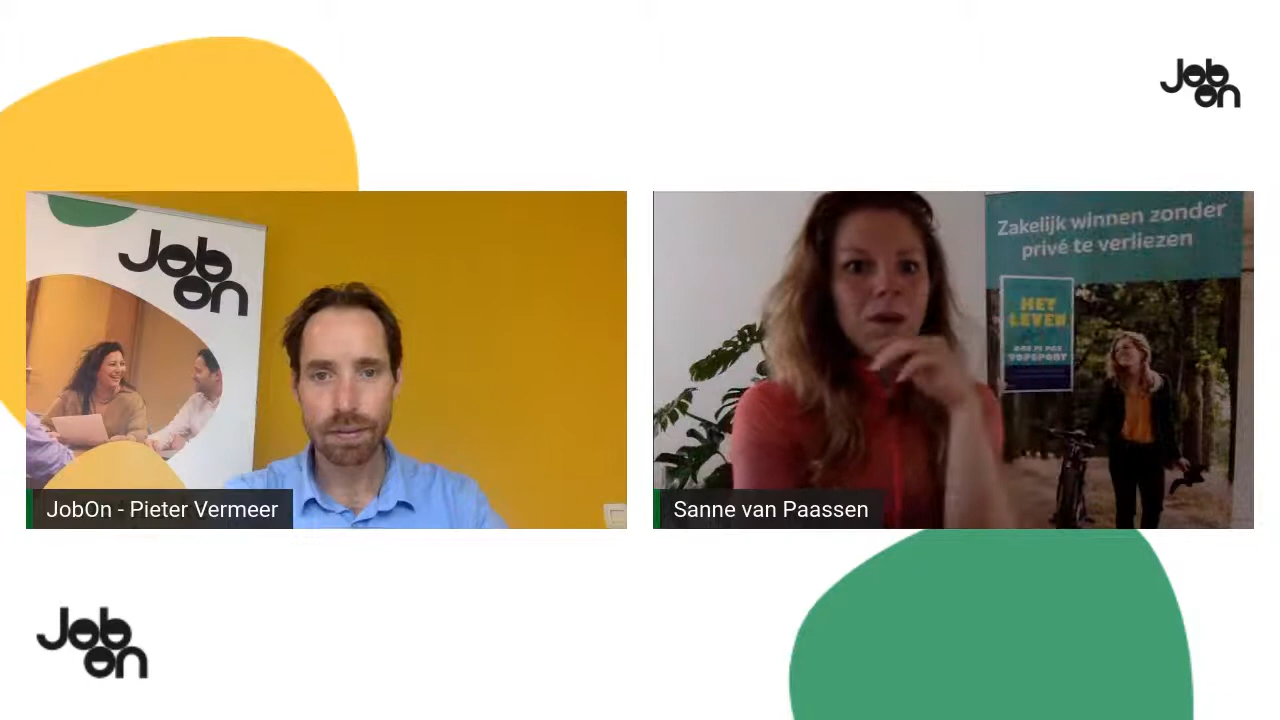 Job
on
Job
on
Zakelijk winnen zonder
privé te verliezen
HET
LEVEN
TOPSPORT
JobOn - Pieter Vermeer
Sanne van Paassen
Job
on